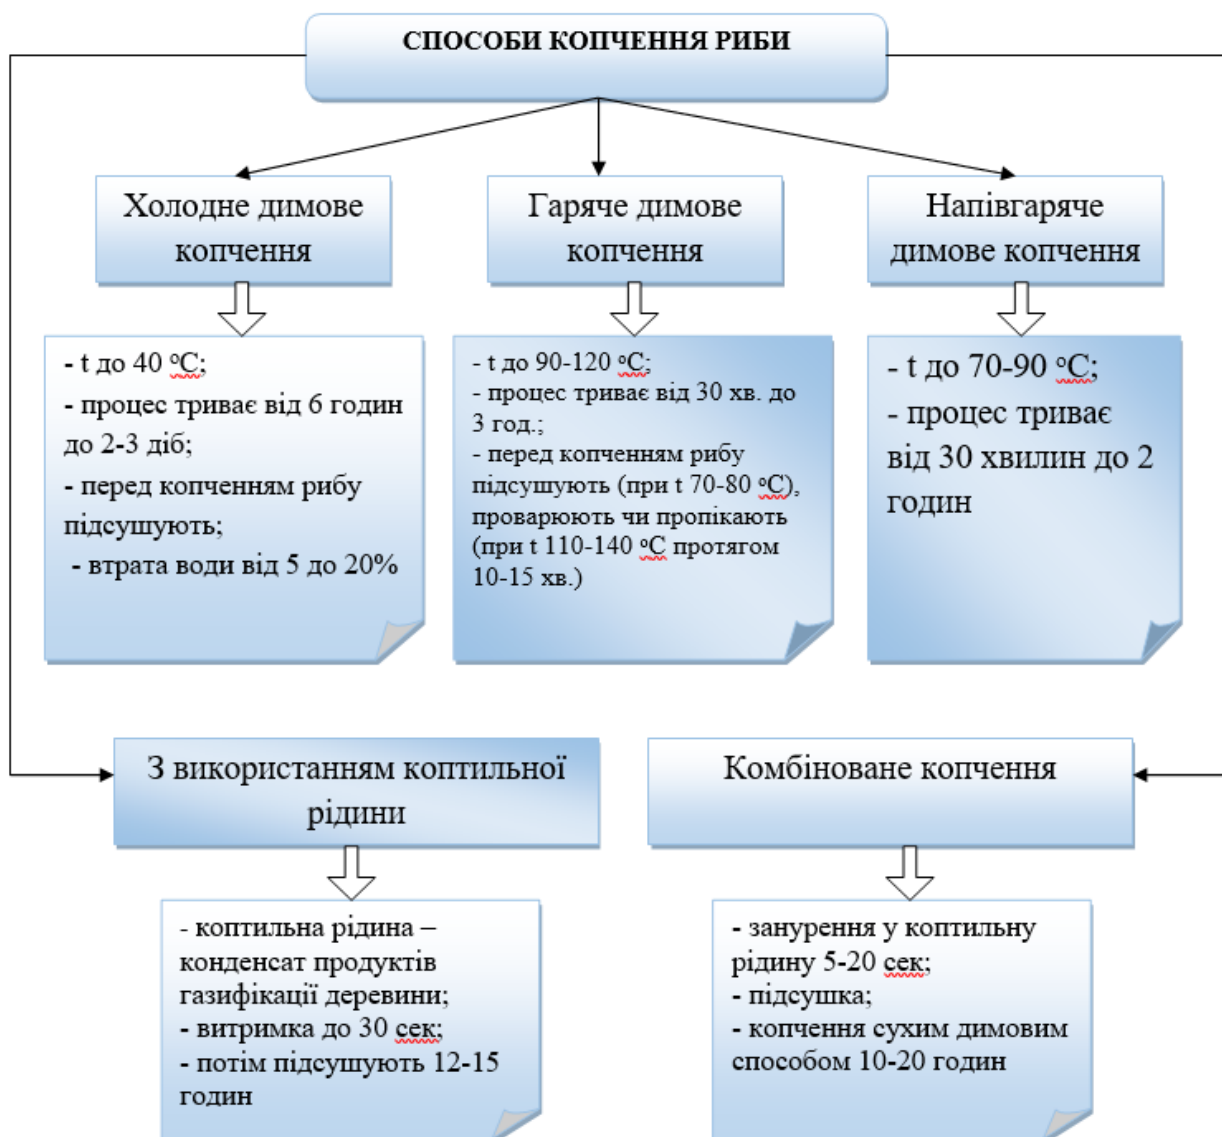 СПОСОБИ КОПЧЕННЯ РИБИ
Холодне димове
копчення
Гаряче димове
копчення
Напівгаряче
димове копчення
- t до 40 ºС;
- процес триває від 6 годин
до 2-3 діб;
- перед копченням рибу
підсушують;
- втрата води від 5 до 20%
- t до 90-120 ºС;
- процес триває від 30 хв. до
3 год.;
- перед копченням рибу
підсушують (при t 70-80 ºС),
проварюють чи пропікають
(при t 110-140 ºС протягом
10-15 хв.)
- t до 70-90 ºС;
- процес триває
від 30 хвилин до 2
годин
З використанням коптильної
рідини
Комбіноване копчення
- коптильна рідина –
конденсат продуктів
газифікації деревини;
- витримка до 30 сек;
- потім підсушують 12-15
годин
- занурення у коптильну
рідину 5-20 сек;
- підсушка;
- копчення сухим димовим
способом 10-20 годин